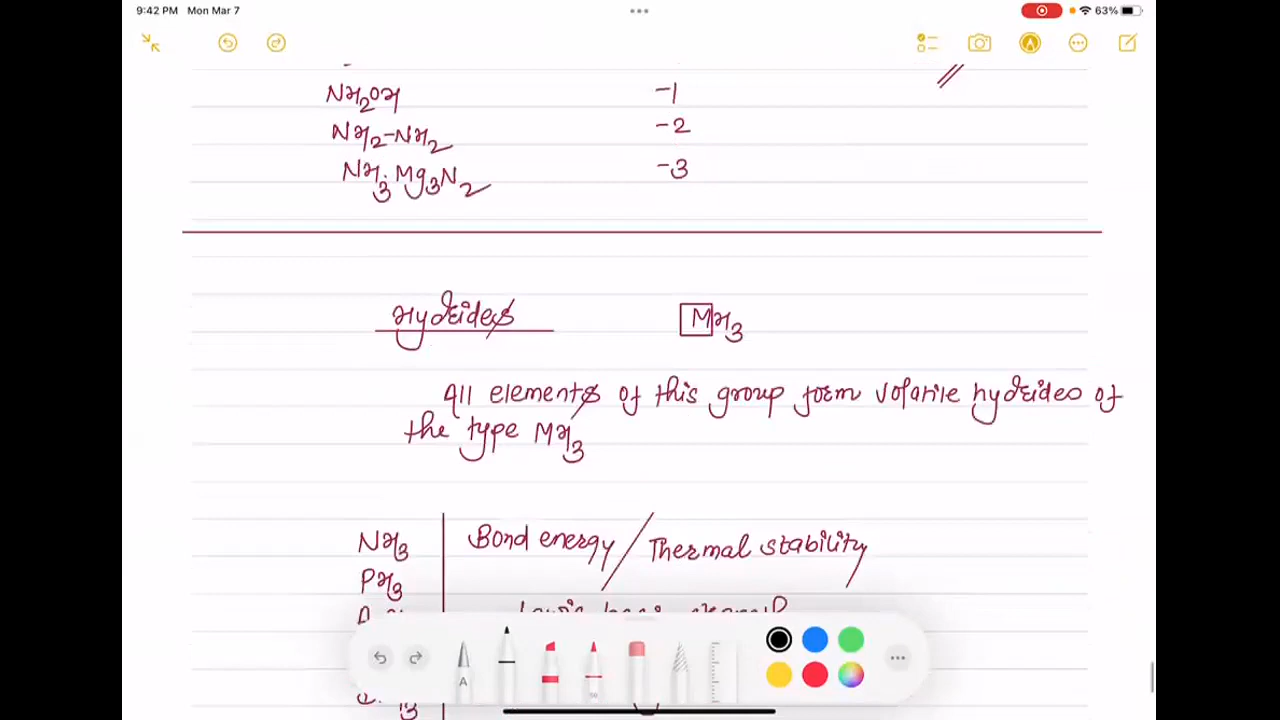 9:42 PM Mon Mar 7
63%
NH₂OH -1
NH₂-NH₂ -2
NH₃. Mg₃N₂ -3
Hydrides MH₃
All elements of this group form volatile hydrides of
the type MH₃
NH₃ Bond energy / Thermal stability
PH₃
A
50